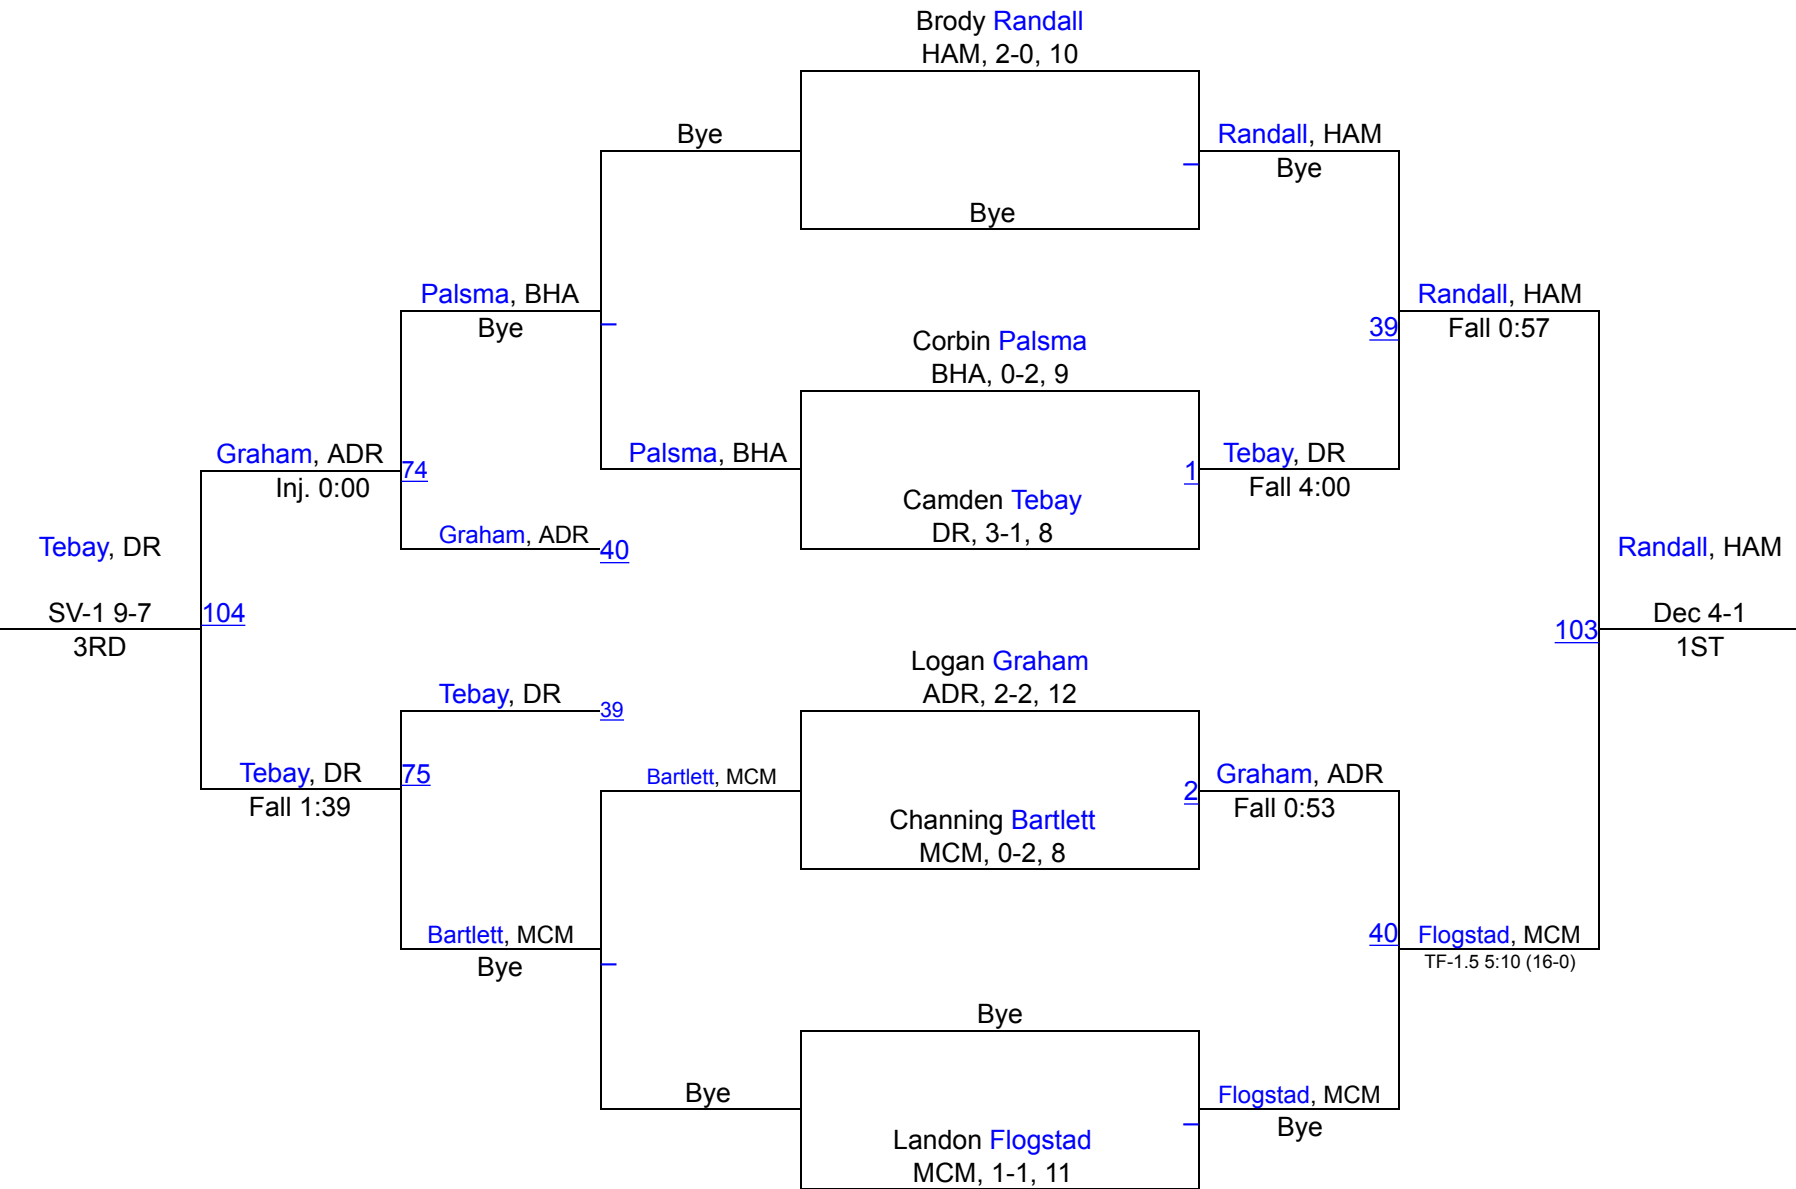 Brody Randall
HAM, 2-0, 10
Bye
Randall, HAM
Bye
Bye
Palsma, BHA
Bye
Randall, HAM
39
Fall 0:57
Corbin Palsma
BHA, 0-2, 9
Graham, ADR
74
Inj. 0:00
Palsma, BHA
1
Tebay, DR
Fall 4:00
Camden Tebay
DR, 3-1, 8
Graham, ADR
40
Tebay, DR
Randall, HAM
SV-1 9-7
104
103
Dec 4-1
3RD
1ST
Logan Graham
ADR, 2-2, 12
Tebay, DR
39
Tebay, DR
75
Fall 1:39
Bartlett, MCM
2
Graham, ADR
Fall 0:53
Channing Bartlett
MCM, 0-2, 8
Bartlett, MCM
Bye
40
Flogstad, MCM
TF-1.5 5:10 (16-0)
Bye
Bye
Flogstad, MCM
Bye
Landon Flogstad
MCM, 1-1, 11